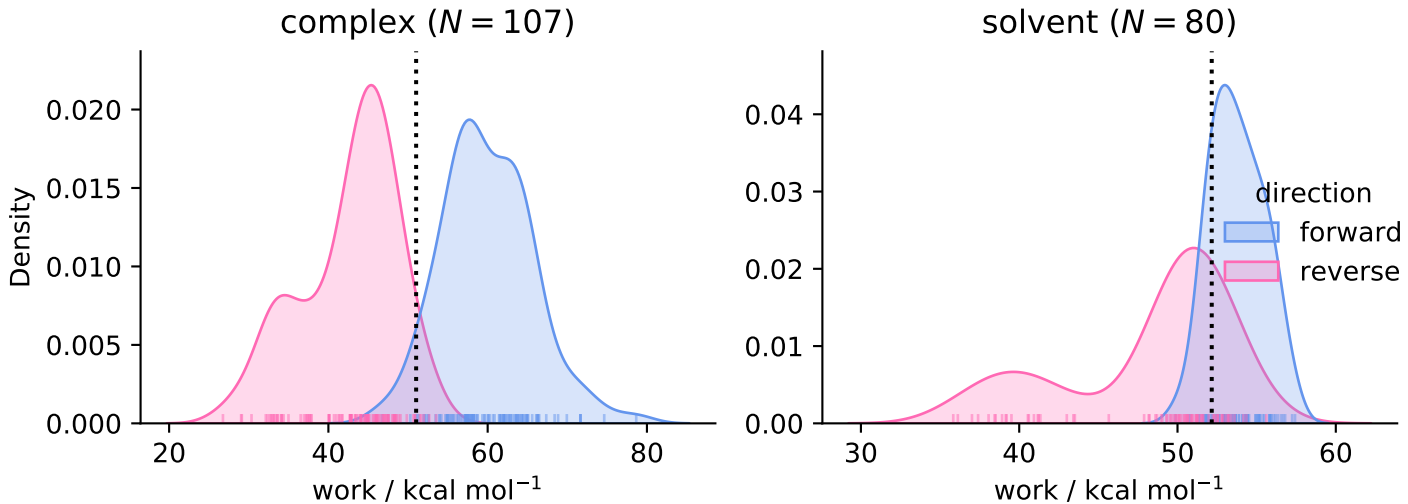 complex (N = 107)
Density
0.020
0.015
0.010
0.005
0.000
20 40 60 80
work / kcal mol⁻¹
solvent (N = 80)
0.04
0.03
0.02
0.01
0.00
30 40 50 60
work / kcal mol⁻¹
direction
forward
reverse